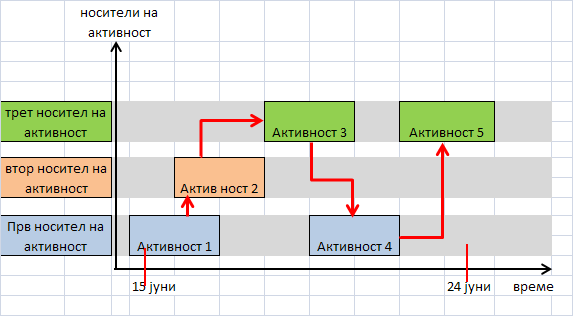 носители на
активност
трет носител на
активност
Активност 3
Активност 5
втор носител на
активност
Актив ност 2
Прв носител на
активност
Активност 1
Активност 4
15 јуни
24 јуни
време